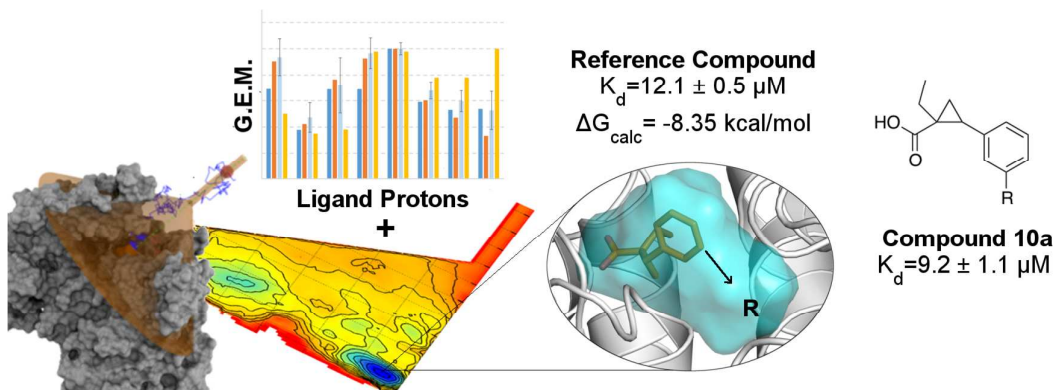 G.E.M.
Ligand Protons
+
Reference Compound
K_d=12.1 ± 0.5 µM
ΔG_calc= -8.35 kcal/mol
R
HO
O
R
Compound 10a
K_d=9.2 ± 1.1 µM